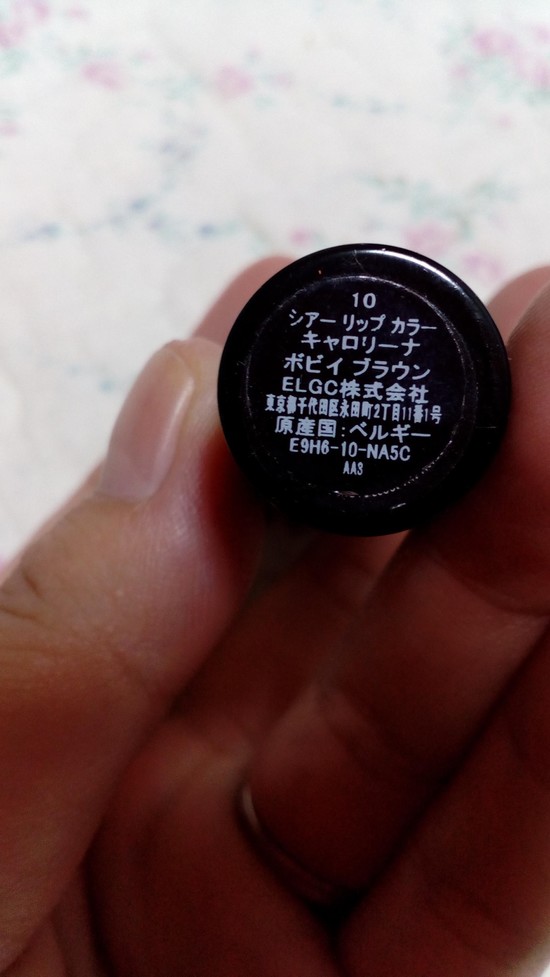 10
シアー リップ カラー
キャロリーナ
ボビイ ブラウン
ELGC株式会社
東京都千代田区永田町2丁目11番1号
原産国:ベルギー
E9H6-10-NA5C
AA3